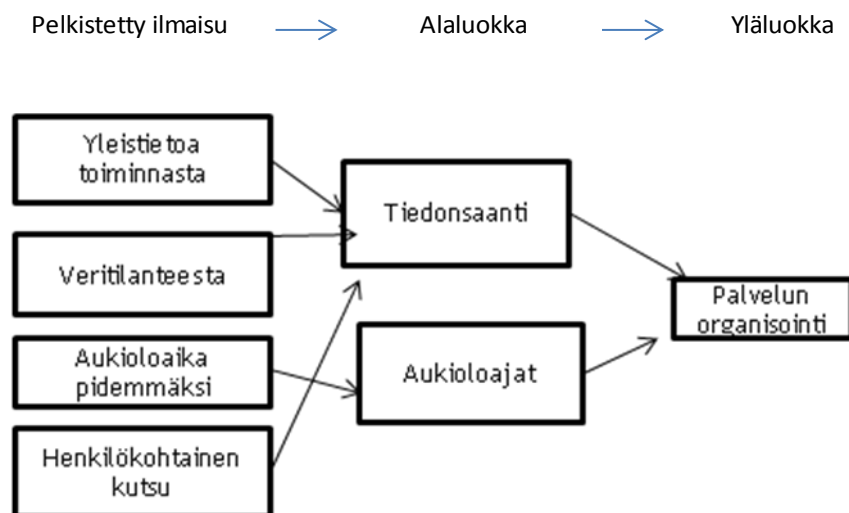 Pelkistetty ilmaisu
Alaluokka
Yläluokka
Yleistietoa
toiminnasta
Veritilanteesta
Aukioloaika
pidemmäksi
Henkilökohtainen
kutsu
Tiedonsaanti
Aukioloajat
Palvelun
organisointi